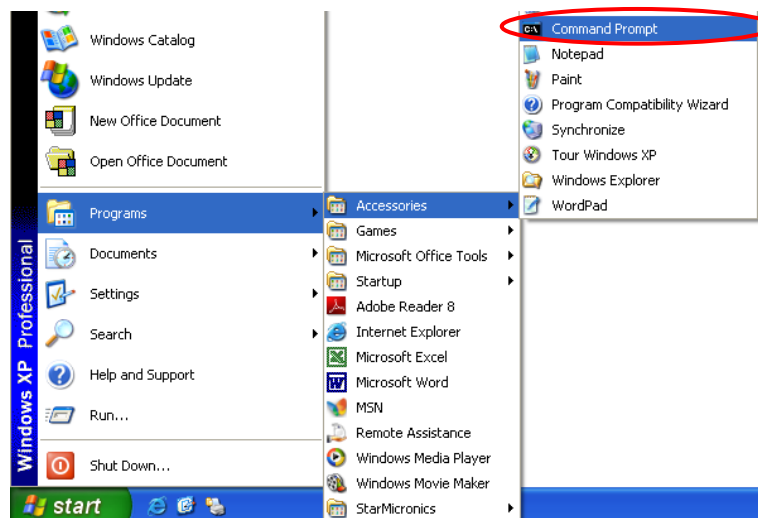 Windows Catalog
Windows Update
New Office Document
Open Office Document
Programs
Documents
Settings
Search
Help and Support
Run...
Shut Down...
Windows XP Professional
start
Accessories
Games
Microsoft Office Tools
Startup
Adobe Reader 8
Internet Explorer
Microsoft Excel
Microsoft Word
MSN
Remote Assistance
Windows Media Player
Windows Movie Maker
StarMicronics
C:\
Command Prompt
Notepad
Paint
Program Compatibility Wizard
Synchronize
Tour Windows XP
Windows Explorer
WordPad